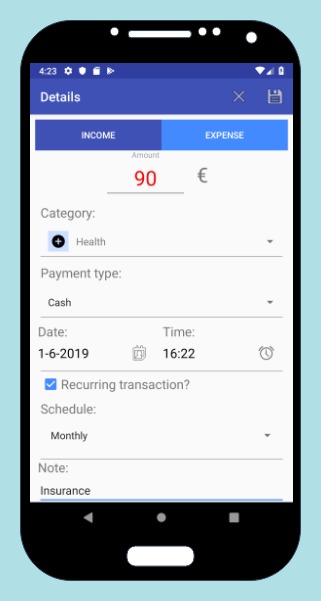 4:23
Details
INCOME EXPENSE
Amount
90 €
Category:
Health
Payment type:
Cash
Date: Time:
1-6-2019 16:22
Recurring transaction?
Schedule:
Monthly
Note:
Insurance